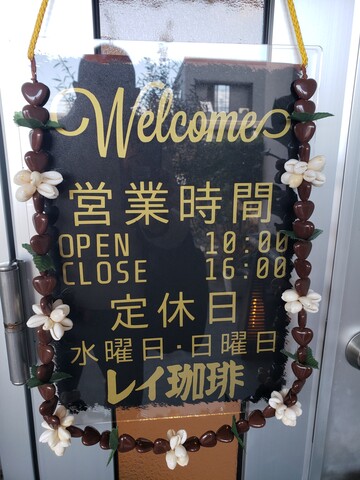 Welcome
営業時間
OPEN 10:00
CLOSE 16:00
定休日
水曜日・日曜日
レイ珈琲